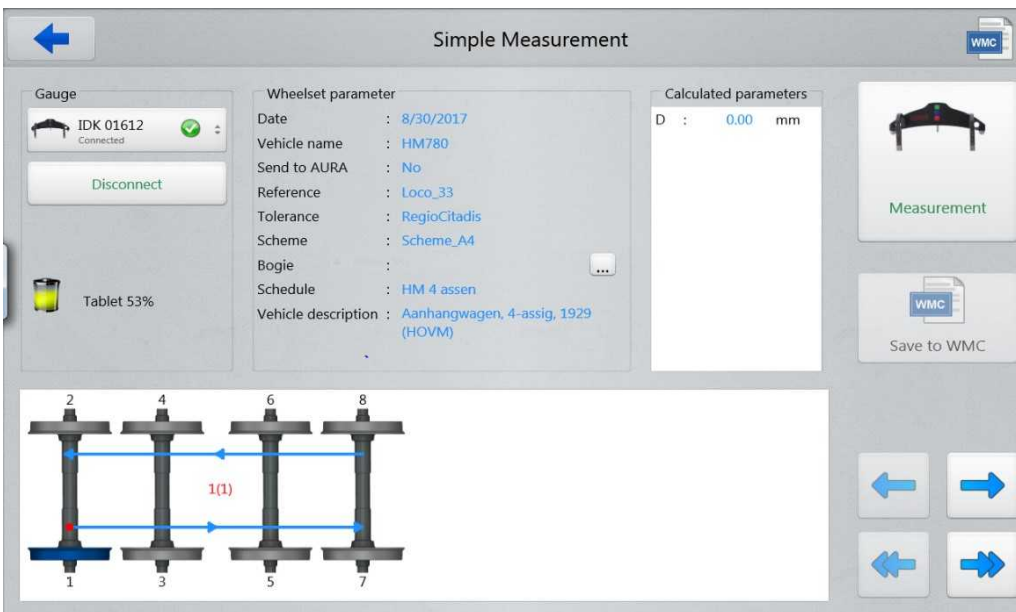 Simple Measurement
WMC
Gauge
IDK 01612
Connected
Disconnect
Tablet 53%
Wheelset parameter
Date : 8/30/2017
Vehicle name : HM780
Send to AURA : No
Reference : Loco_33
Tolerance : RegioCitadis
Scheme : Scheme_A4
Bogie :
...
Schedule : HM 4 assen
Vehicle description : Aanhangwagen, 4-assig, 1929
(HOVM)
Calculated parameters
D : 0.00 mm
Measurement
WMC
Save to WMC
2 4 6 8
1(1)
1 3 5 7